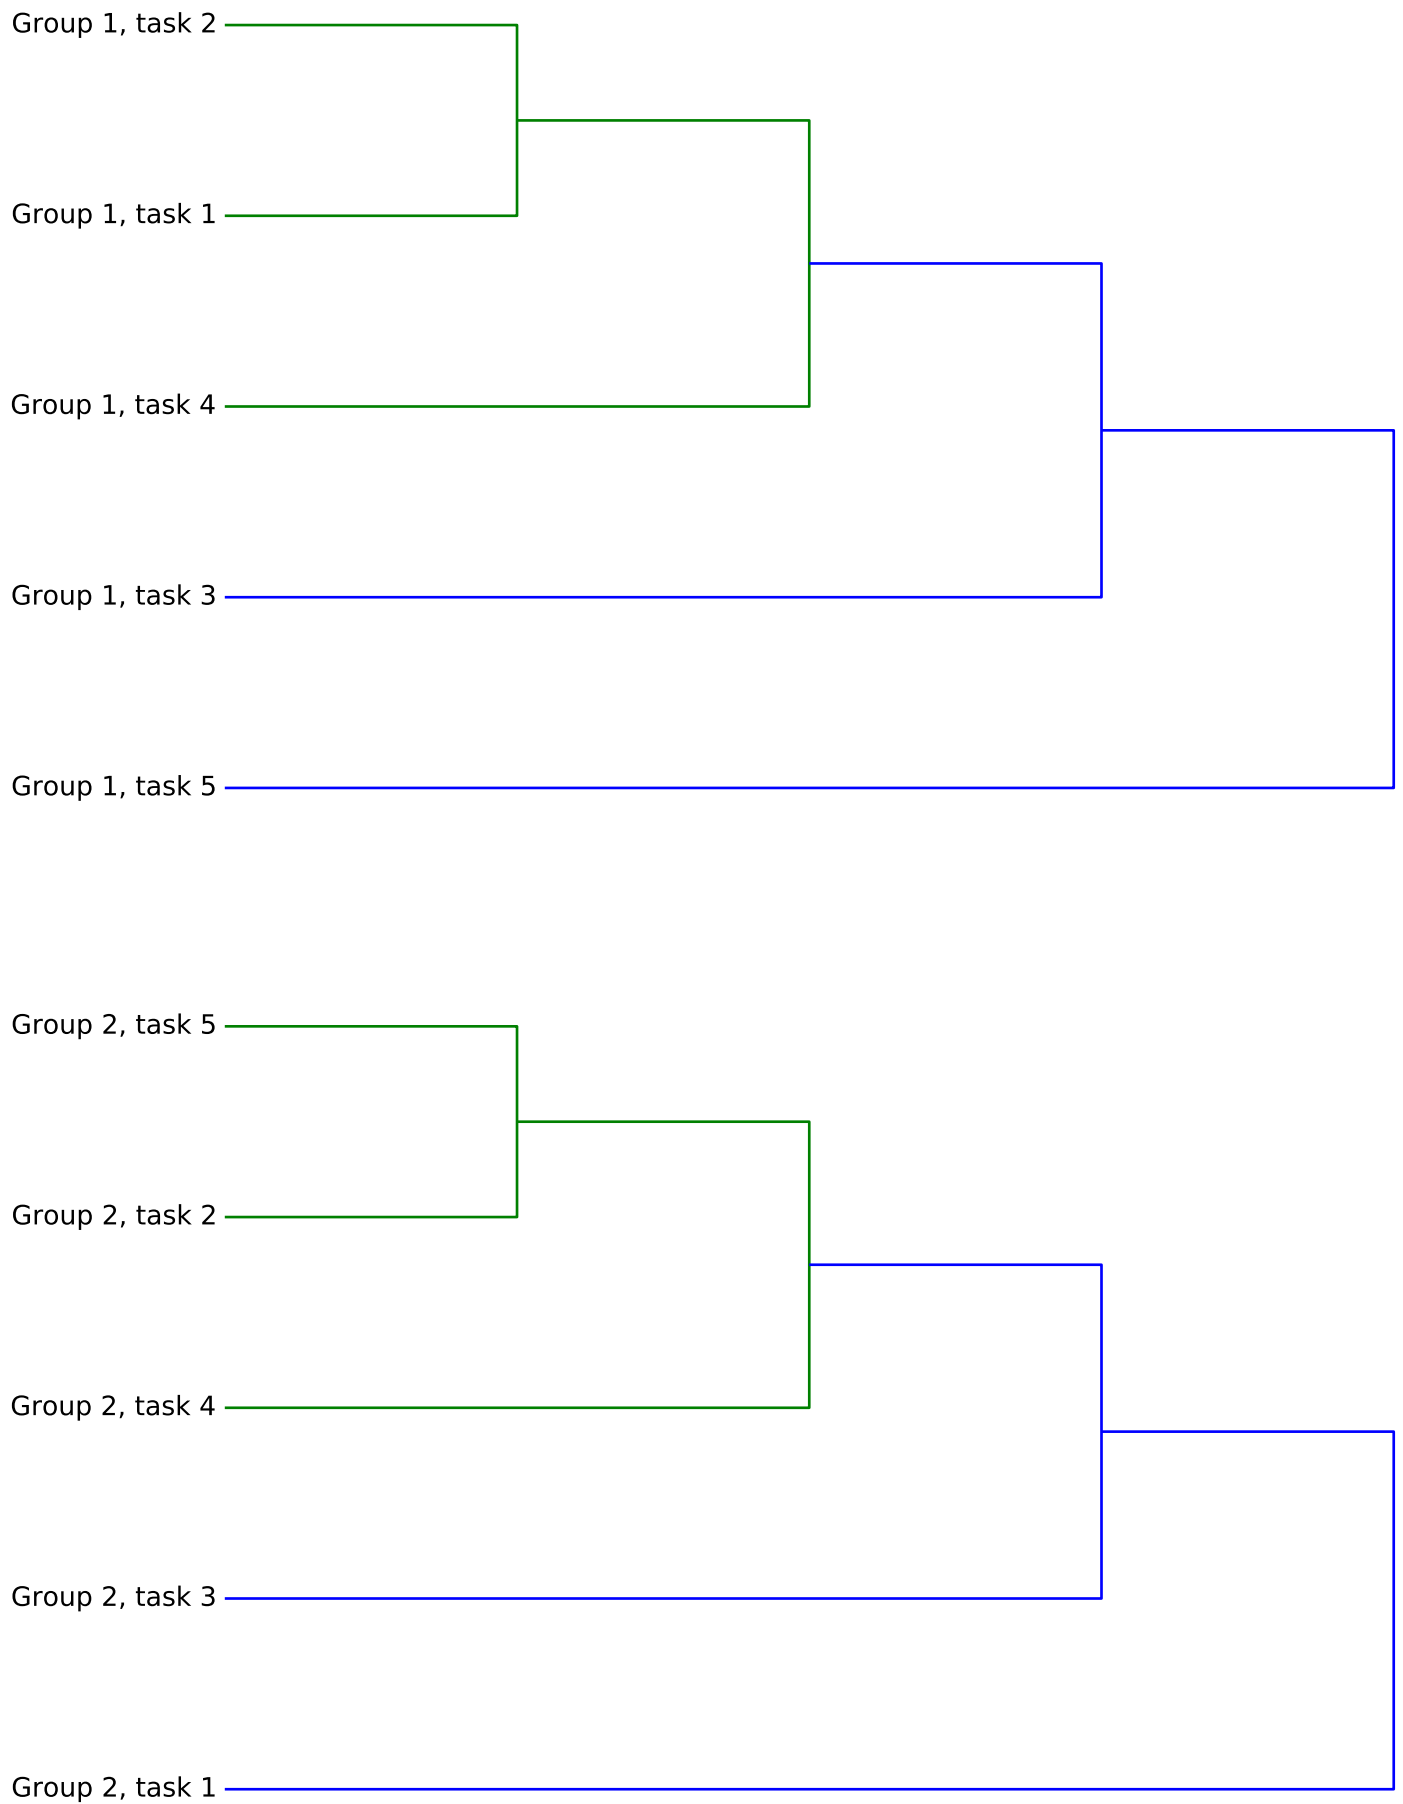 Group 1, task 2
Group 1, task 1
Group 1, task 4
Group 1, task 3
Group 1, task 5
Group 2, task 5
Group 2, task 2
Group 2, task 4
Group 2, task 3
Group 2, task 1